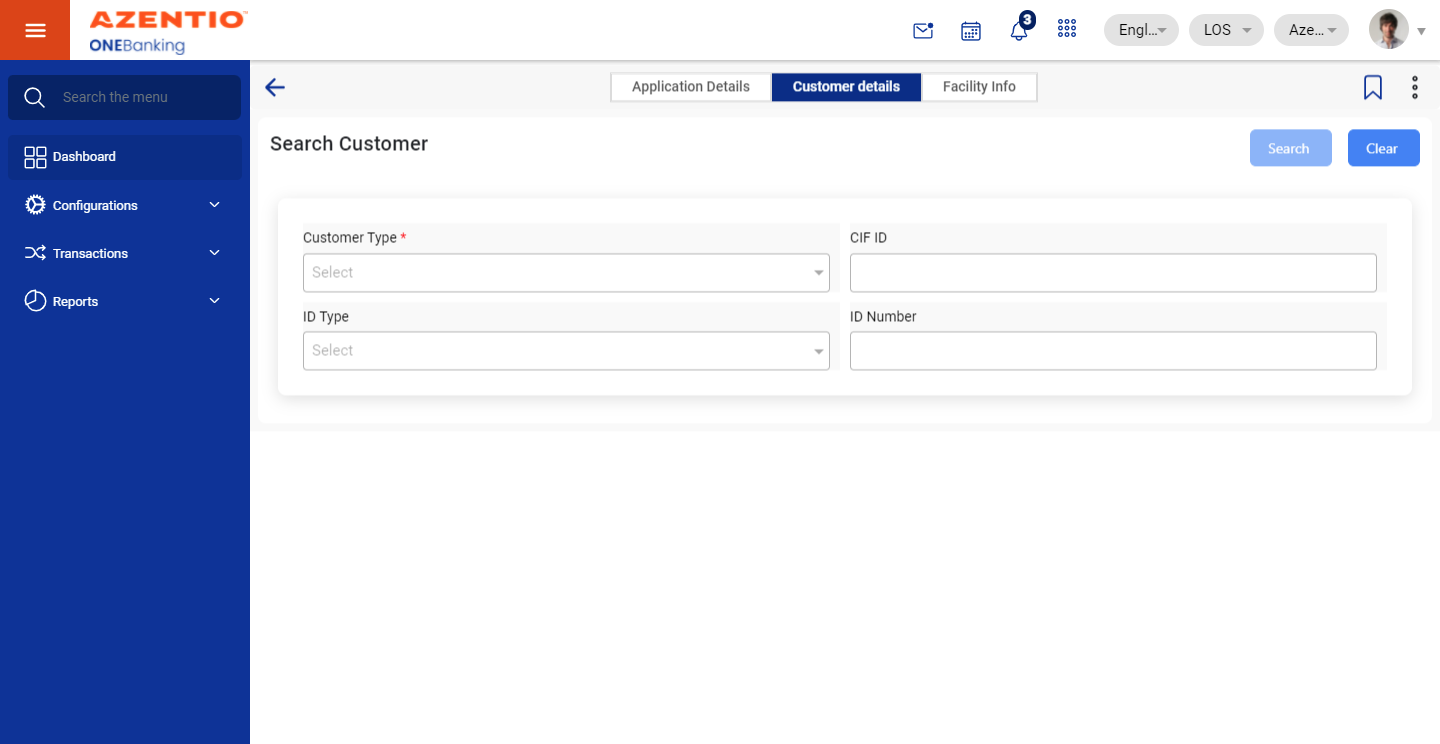 AZENTIO™
ONEBanking
3
Engl...
LOS
Aze...
Search the menu
Dashboard
Configurations
Transactions
Reports
Application Details
Customer details
Facility Info
Search Customer
Search
Clear
Customer Type *
CIF ID
Select
ID Type
ID Number
Select